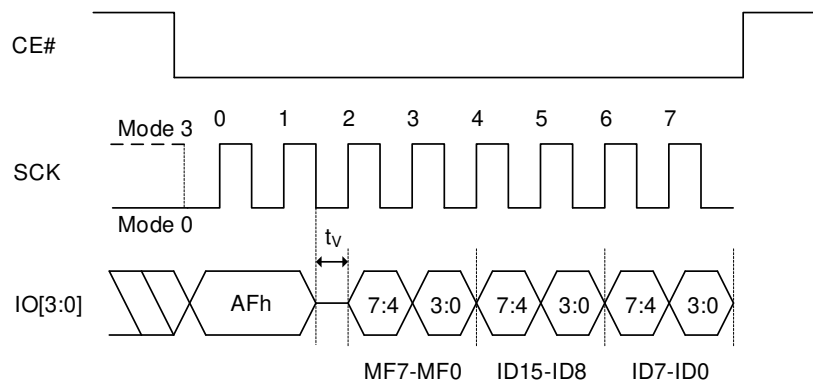 CE#
Mode 3 0 1 2 3 4 5 6 7
SCK
Mode 0
tV
IO[3:0] AFh 7:4 3:0 7:4 3:0 7:4 3:0
MF7-MF0 ID15-ID8 ID7-ID0